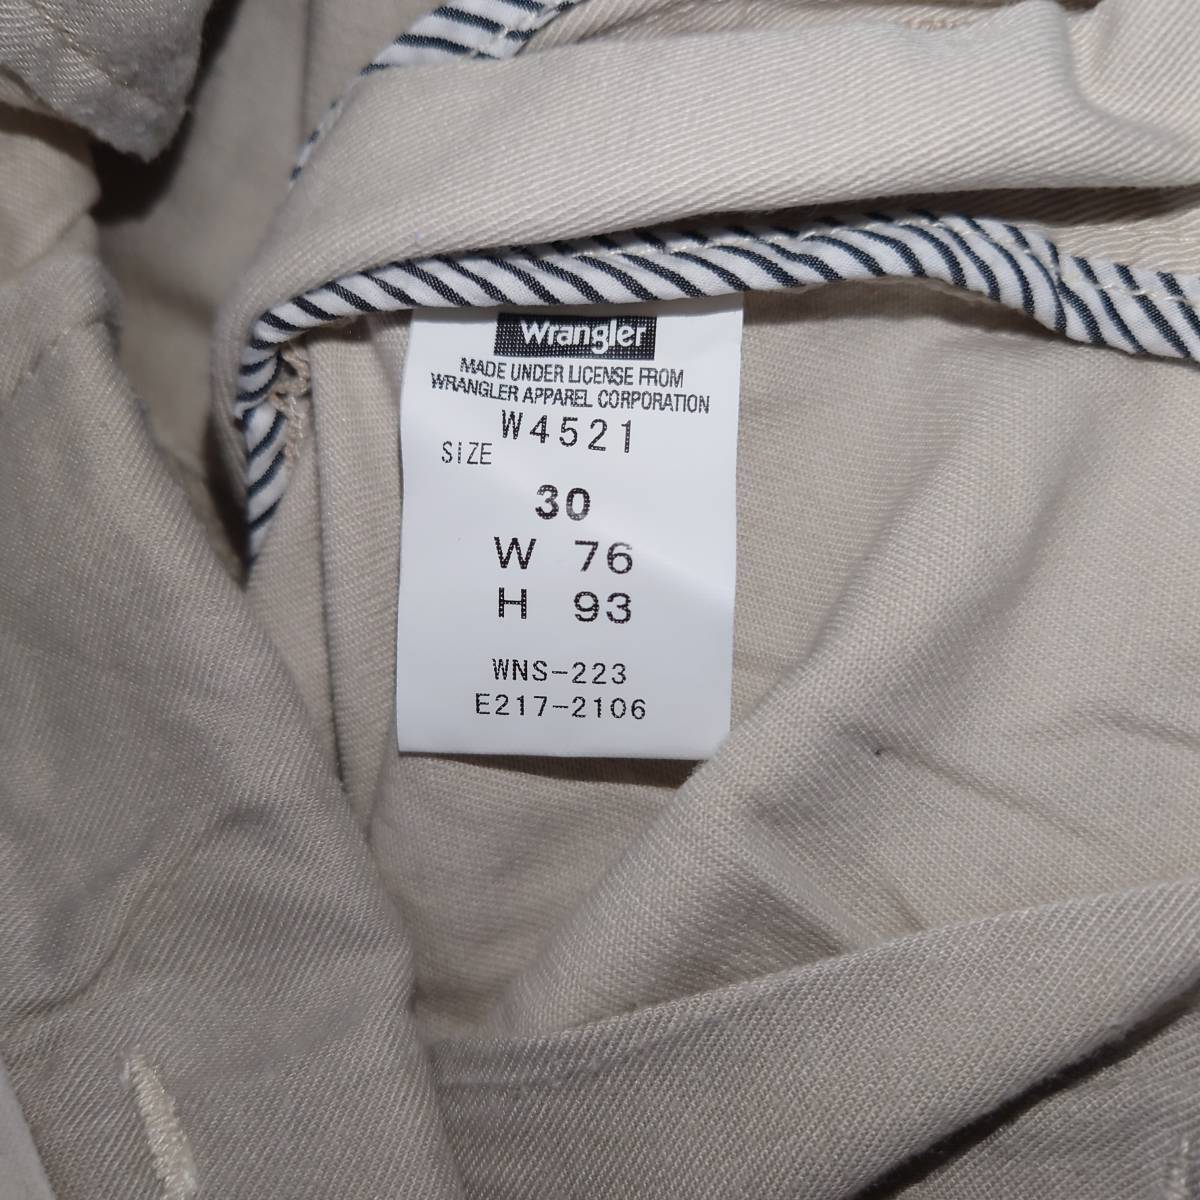 Wrangler
MADE UNDER LICENSE FROM
WRANGLER APPAREL CORPORATION
W4521
SIZE
30
W 76
H 93
WNS-223
E217-2106